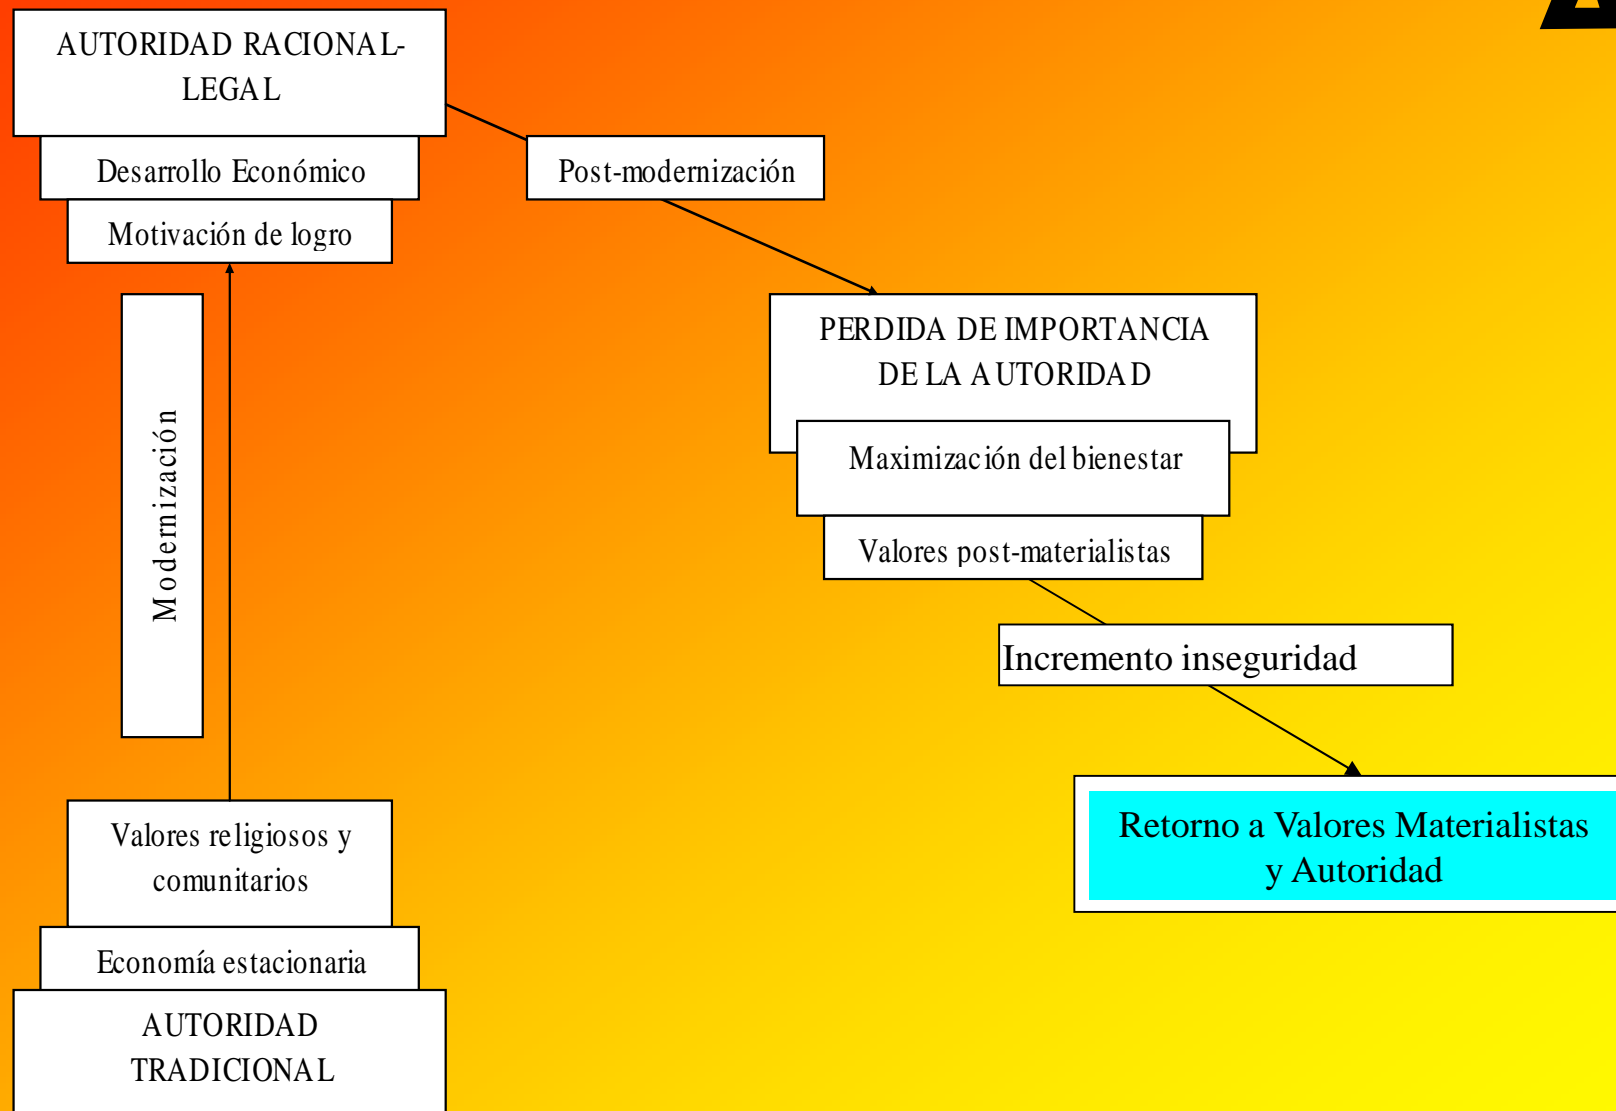 AUTORIDAD RACIONAL-
LEGAL
Desarrollo Económico
Motivación de logro
Post-modernización
PERDIDA DE IMPORTANCIA
DE LA AUTORIDAD
Maximización del bienestar
Valores post-materialistas
Modernización
Incremento inseguridad
Retorno a Valores Materialistas
y Autoridad
Valores religiosos y
comunitarios
Economía estacionaria
AUTORIDAD
TRADICIONAL